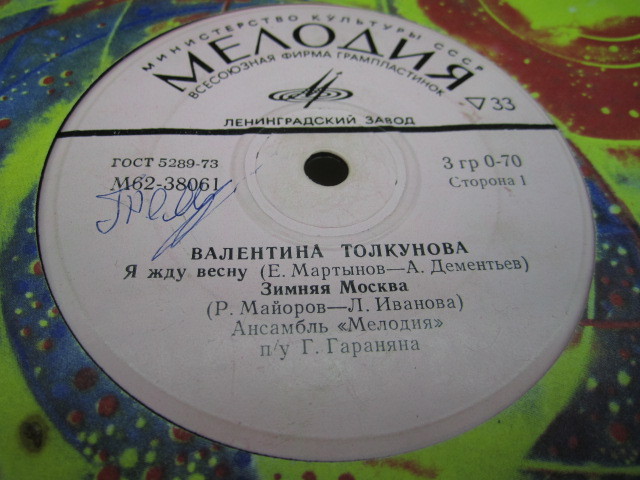 МИНИСТЕРСТВО КУЛЬТУРЫ СССР
МЕЛОДИЯ
ВСЕСОЮЗНАЯ ФИРМА ГРАМПЛАСТИНОК
▽33
ЛЕНИНГРАДСКИЙ ЗАВОД
ГОСТ 5289-73
3 гр 0-70
М62-38061
Сторона 1
ВАЛЕНТИНА ТОЛКУНОВА
Я жду весну (Е. Мартынов—А. Дементьев)
Зимняя Москва
(Р. Майоров—Л. Иванова)
Ансамбль «Мелодия»
п/у Г. Гараняна